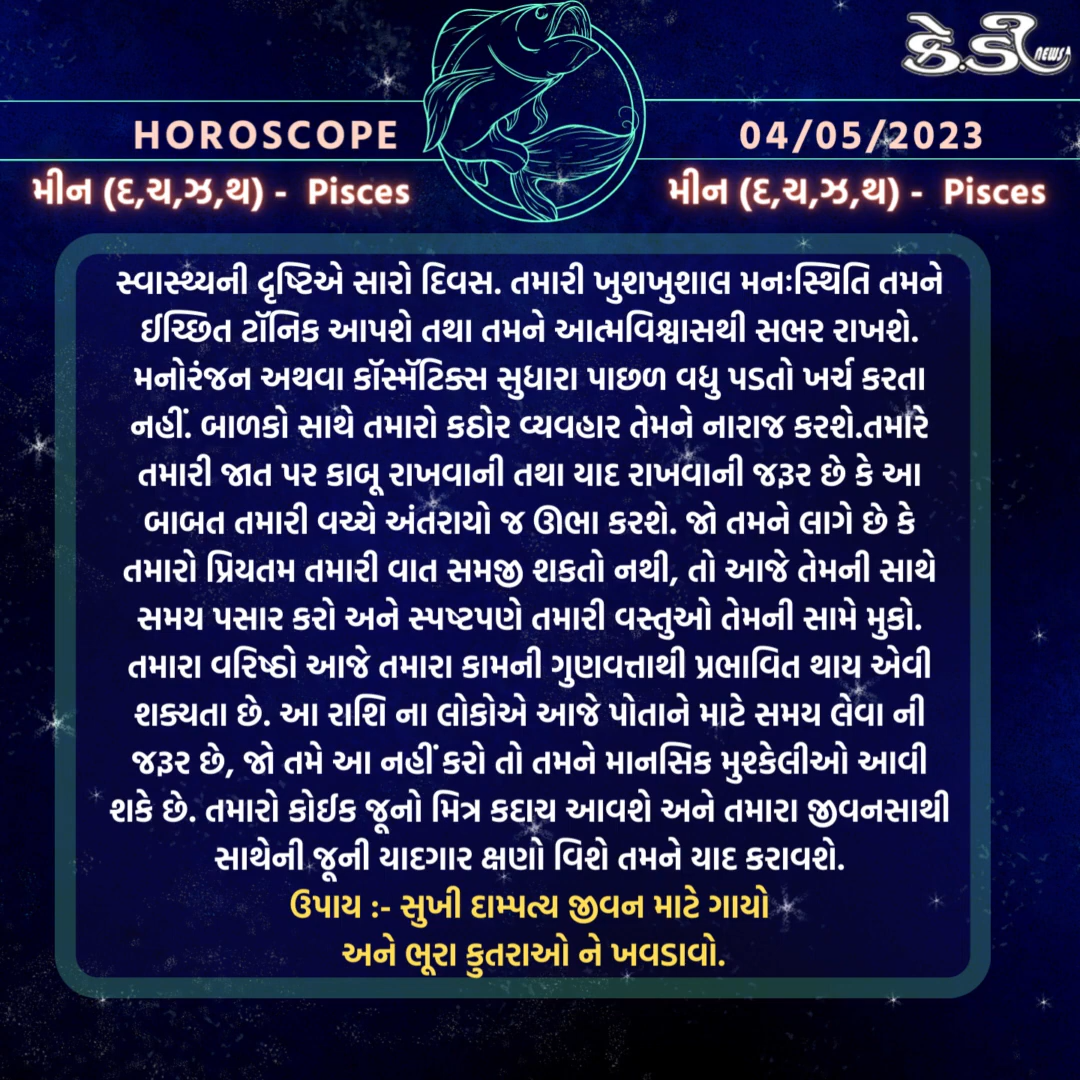 કે.ડી NEWS
HOROSCOPE
04/05/2023
મીન (દ,ચ,ઝ,થ) - Pisces
મીન (દ,ચ,ઝ,થ) - Pisces
સ્વાસ્થ્યની દૃષ્ટિએ સારો દિવસ. તમારી ખુશખુશાલ મનઃસ્થિતિ તમને
ઈચ્છિત ટૉનિક આપશે તથા તમને આત્મવિશ્વાસથી સભર રાખશે.
મનોરંજન અથવા કૉસ્મૅટિક્સ સુધારા પાછળ વધુ પડતો ખર્ચ કરતા
નહીં. બાળકો સાથે તમારો કઠોર વ્યવહાર તેમને નારાજ કરશે.તમારે
તમારી જાત પર કાબૂ રાખવાની તથા યાદ રાખવાની જરૂર છે કે આ
બાબત તમારી વચ્ચે અંતરાયો જ ઊભા કરશે. જો તમને લાગે છે કે
તમારો પ્રિયતમ તમારી વાત સમજી શકતો નથી, તો આજે તેમની સાથે
સમય પસાર કરો અને સ્પષ્ટપણે તમારી વસ્તુઓ તેમની સામે મુકો.
તમારા વરિષ્ઠો આજે તમારા કામની ગુણવત્તાથી પ્રભાવિત થાય એવી
શક્યતા છે. આ રાશિ ના લોકોએ આજે પોતાને માટે સમય લેવા ની
જરૂર છે, જો તમે આ નહીં કરો તો તમને માનસિક મુશ્કેલીઓ આવી
શકે છે. તમારો કોઈક જૂનો મિત્ર કદાચ આવશે અને તમારા જીવનસાથી
સાથેની જૂની યાદગાર ક્ષણો વિશે તમને યાદ કરાવશે.
ઉપાય :- સુખી દામ્પત્ય જીવન માટે ગાયો
અને ભૂરા કુતરાઓ ને ખવડાવો.